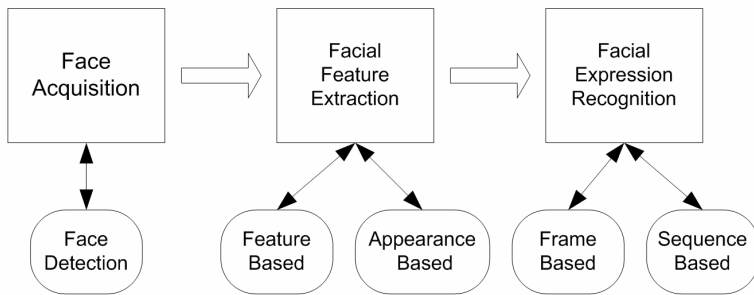 Face
Acquisition
Facial
Feature
Extraction
Facial
Expression
Recognition
Face
Detection
Feature
Based
Appearance
Based
Frame
Based
Sequence
Based